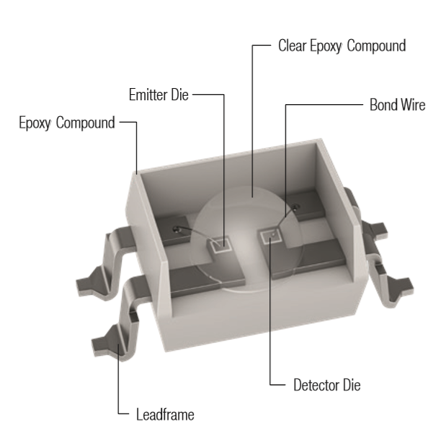 Clear Epoxy Compound
Emitter Die
Bond Wire
Epoxy Compound
Detector Die
Leadframe